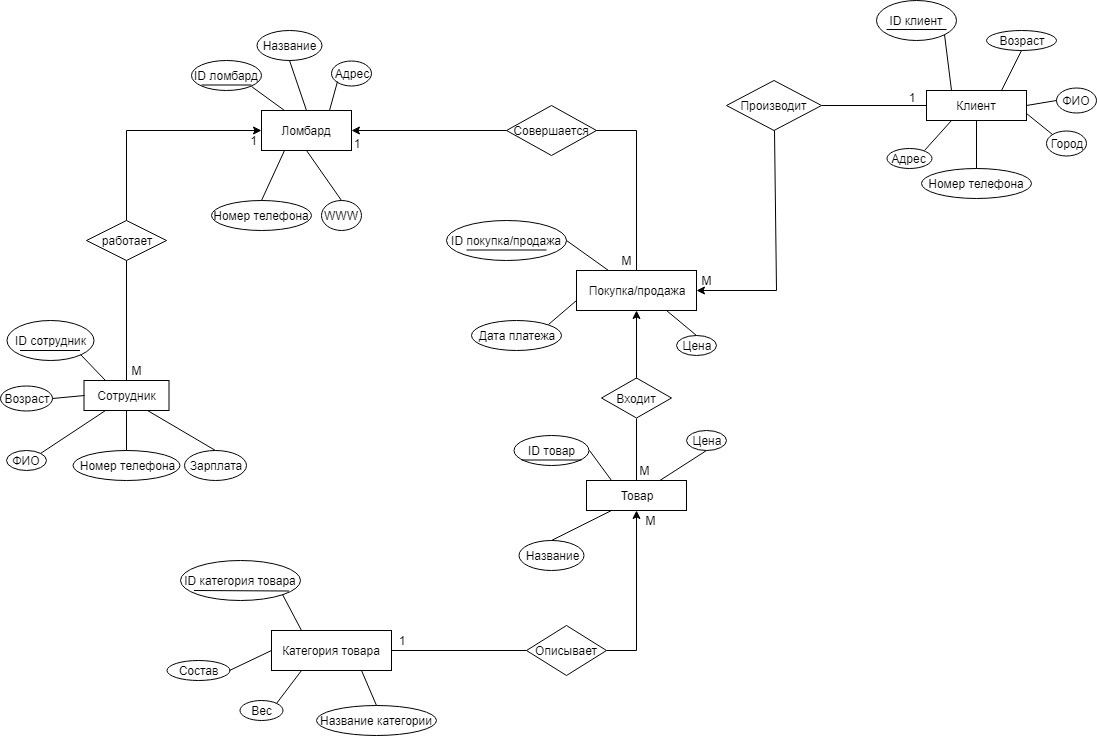 ID клиент
Название
Возраст
ID ломбард
Адрес
ФИО
Производит
1
Клиент
Ломбард
1
1
Совершается
Город
Адрес
Номер телефона
Номер телефона
WWW
работает
ID покупка/продажа
M
M
Покупка/продажа
Дата платежа
Цена
ID сотрудник
M
Возраст
Сотрудник
Входит
ФИО
Номер телефона
Зарплата
ID товар
Цена
M
Товар
M
Название
ID категория товара
1
Категория товара
Описывает
Состав
Вес
Название категории